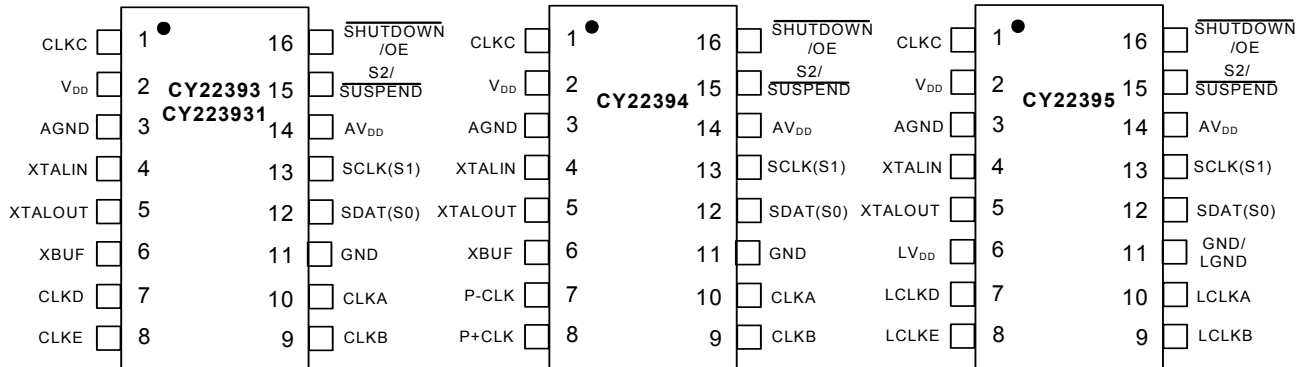 CLKC
1
16
SHUTDOWN
/OE
VDD
2
CY22393
CY223931
15
S2/
SUSPEND
AGND
3
14
AVDD
XTALIN
4
13
SCLK(S1)
XTALOUT
5
12
SDAT(S0)
XBUF
6
11
GND
CLKD
7
10
CLKA
CLKE
8
9
CLKB
CLKC
1
16
SHUTDOWN
/OE
VDD
2
CY22394
15
S2/
SUSPEND
AGND
3
14
AVDD
XTALIN
4
13
SCLK(S1)
XTALOUT
5
12
SDAT(S0)
XBUF
6
11
GND
P-CLK
7
10
CLKA
P+CLK
8
9
CLKB
CLKC
1
16
SHUTDOWN
/OE
VDD
2
CY22395
15
S2/
SUSPEND
AGND
3
14
AVDD
XTALIN
4
13
SCLK(S1)
XTALOUT
5
12
SDAT(S0)
LVDD
6
11
GND/
LGND
LCLKD
7
10
LCLKA
LCLKE
8
9
LCLKB